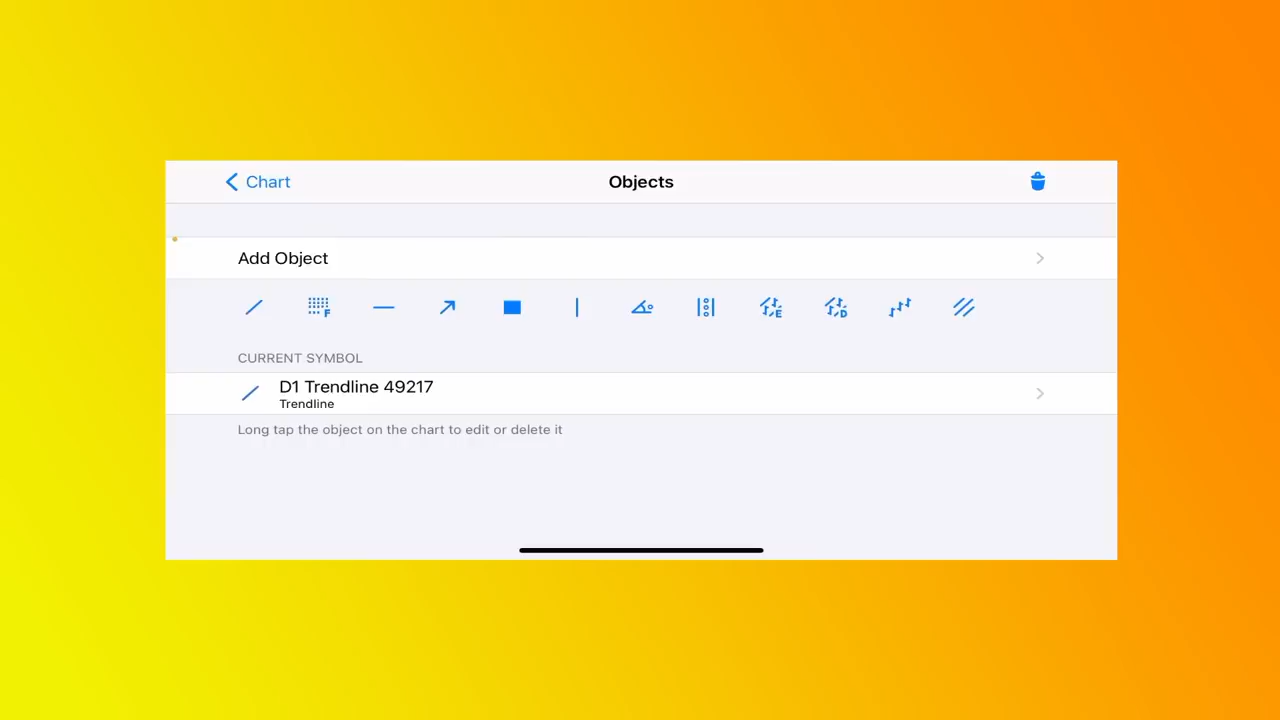 Chart
Objects
Add Object
F
E
D
CURRENT SYMBOL
D1 Trendline 49217
Trendline
Long tap the object on the chart to edit or delete it